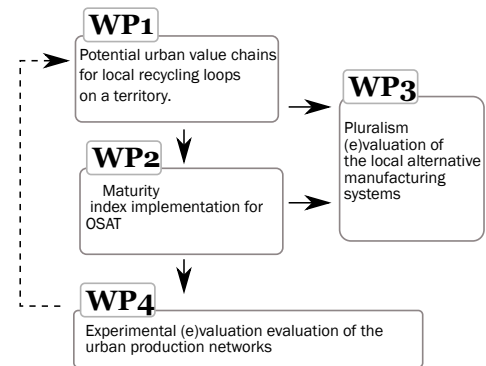 WP1
Potential urban value chains
for local recycling loops
on a territory.
WP2
Maturity
index implementation for
OSAT
WP3
Pluralism
(e)valuation of
the local alternative
manufacturing
systems
WP4
Experimental (e)valuation evaluation of the
urban production networks